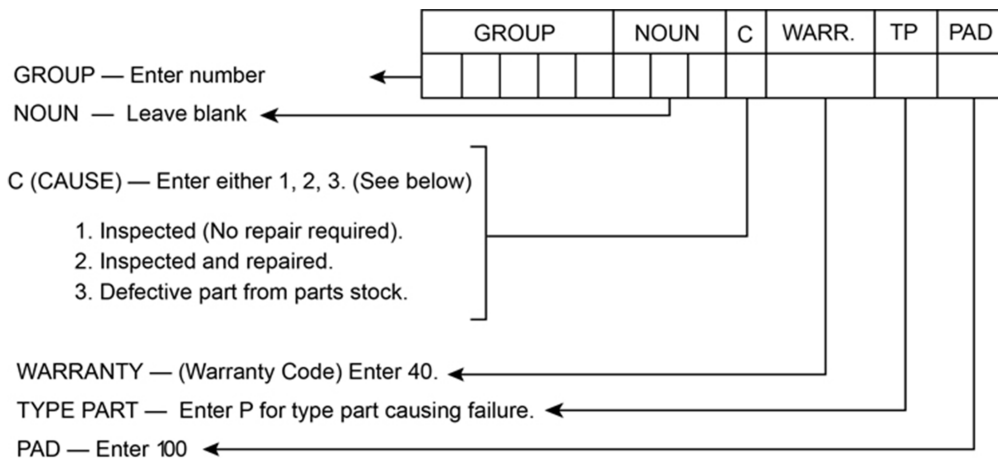 GROUP NOUN C WARR. TP PAD
GROUP — Enter number
NOUN — Leave blank
C (CAUSE) — Enter either 1, 2, 3. (See below)
1. Inspected (No repair required).
2. Inspected and repaired.
3. Defective part from parts stock.
WARRANTY — (Warranty Code) Enter 40.
TYPE PART — Enter P for type part causing failure.
PAD — Enter 100